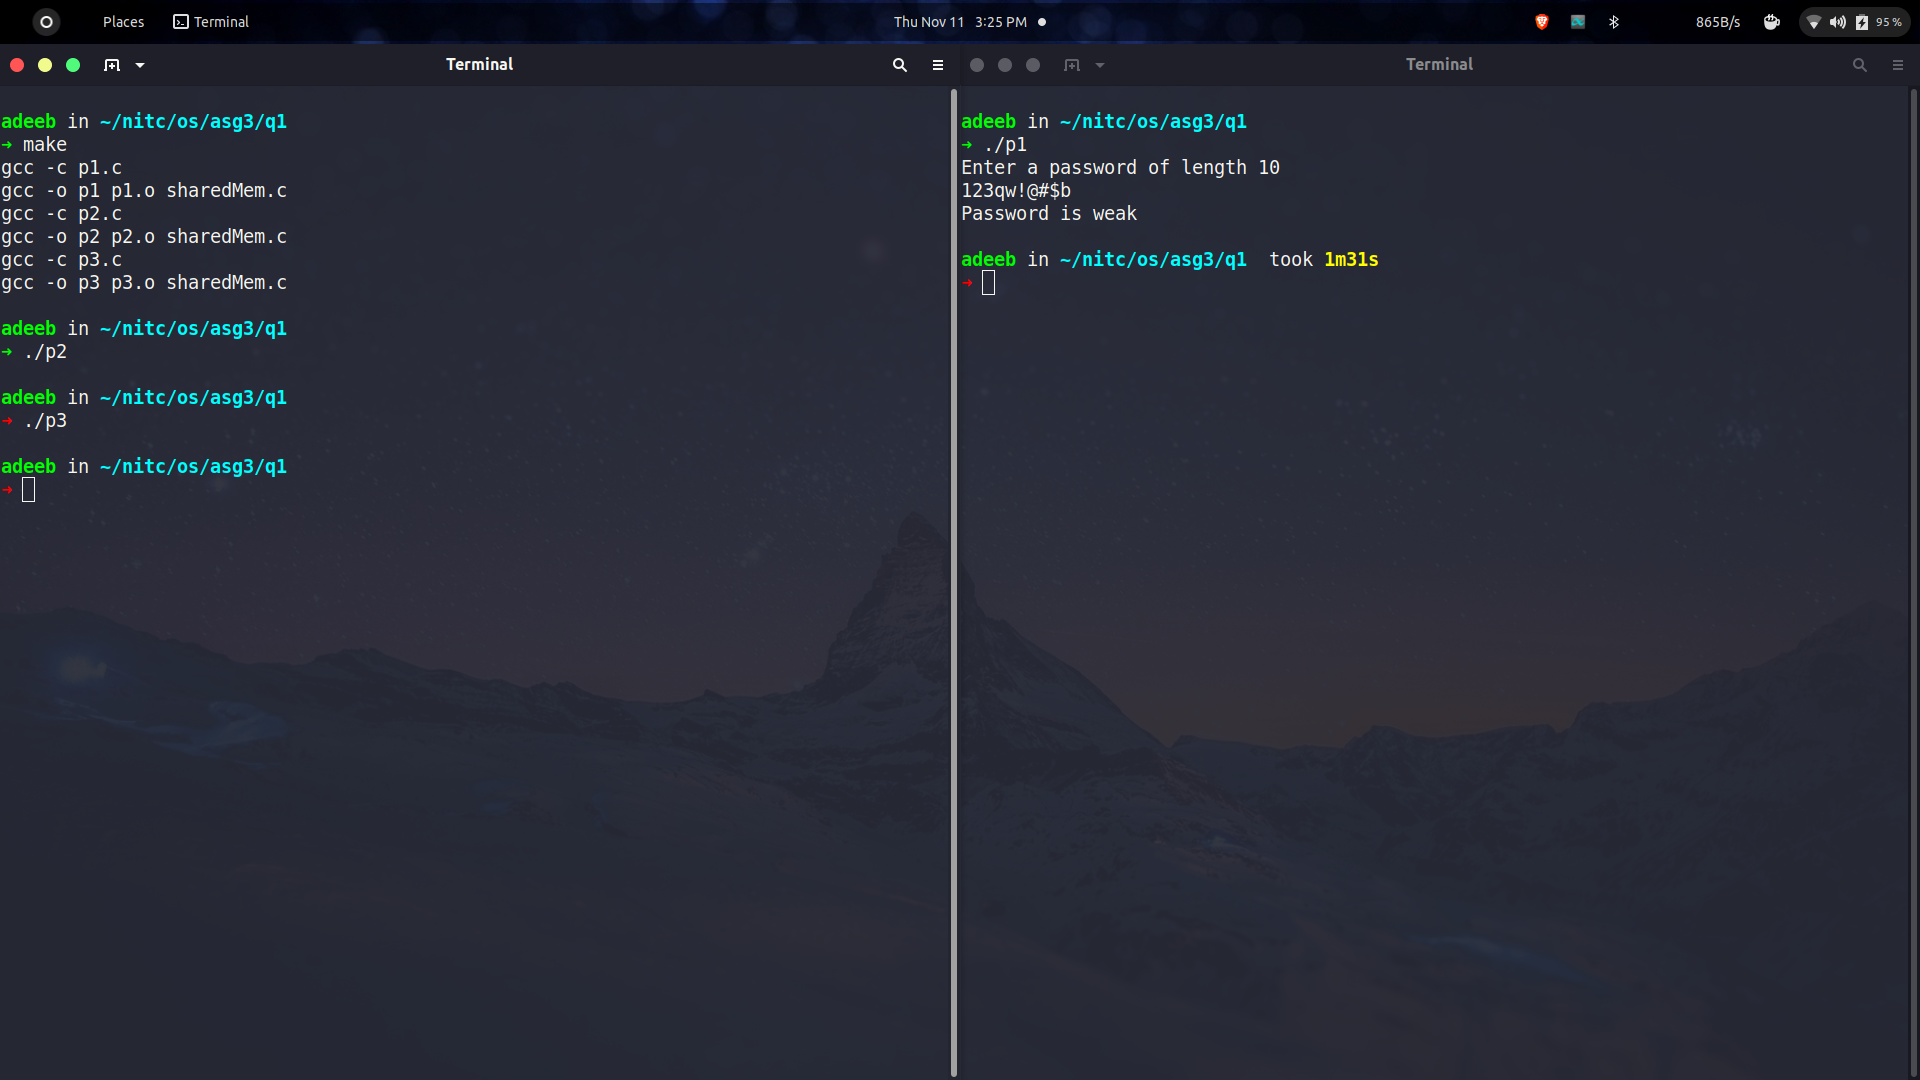 Places Terminal Thu Nov 11 3:25 PM 865B/s 95 %
Terminal
adeeb in ~/nitc/os/asg3/q1
➜ make
gcc -c p1.c
gcc -o p1 p1.o sharedMem.c
gcc -c p2.c
gcc -o p2 p2.o sharedMem.c
gcc -c p3.c
gcc -o p3 p3.o sharedMem.c
adeeb in ~/nitc/os/asg3/q1
➜ ./p2
adeeb in ~/nitc/os/asg3/q1
➜ ./p3
adeeb in ~/nitc/os/asg3/q1
➜
Terminal
adeeb in ~/nitc/os/asg3/q1
➜ ./p1
Enter a password of length 10
123qw!@#$b
Password is weak
adeeb in ~/nitc/os/asg3/q1 took 1m31s
➜